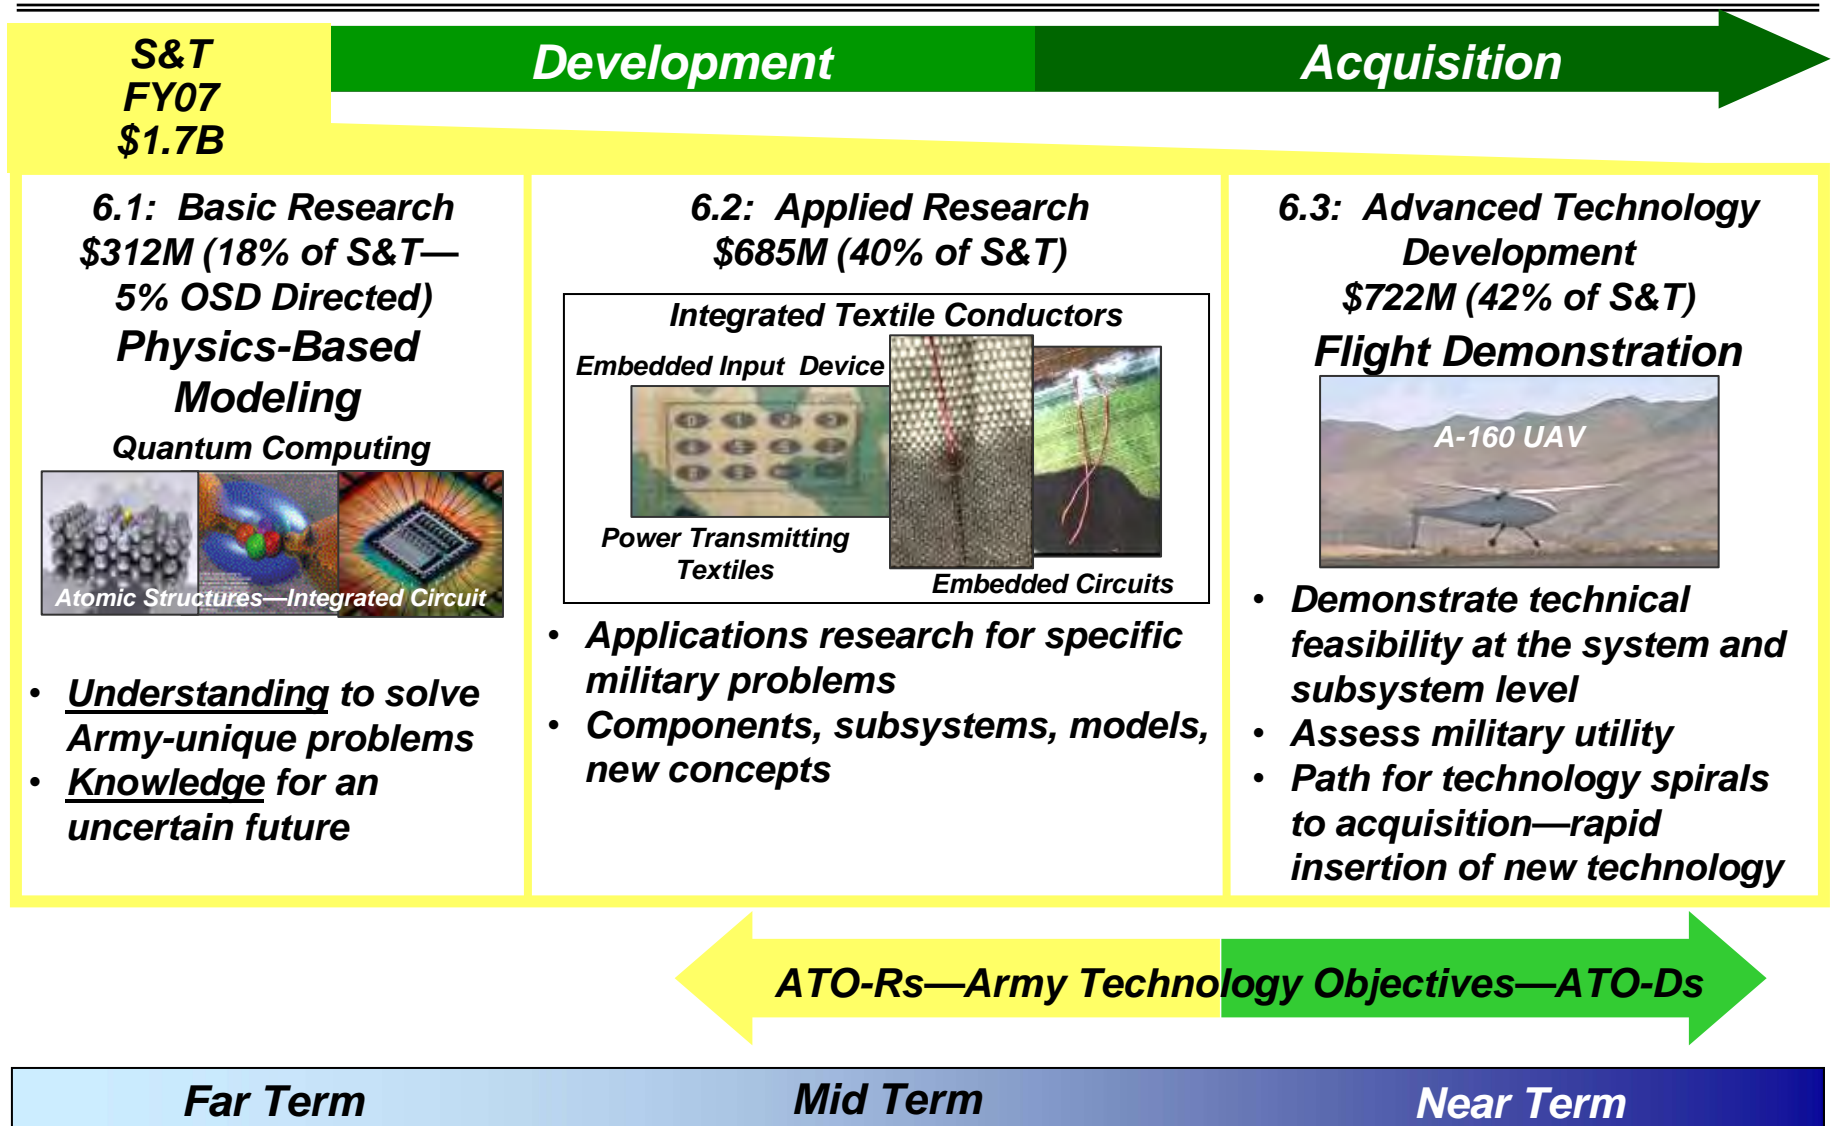 S&T
FY07
$1.7B
Development
Acquisition
6.1: Basic Research
$312M (18% of S&T—
5% OSD Directed)
Physics-Based
Modeling
Quantum Computing
Atomic Structures—Integrated Circuit
• Understanding to solve
Army-unique problems
• Knowledge for an
uncertain future
6.2: Applied Research
$685M (40% of S&T)
Integrated Textile Conductors
Embedded Input Device
Power Transmitting
Textiles
Embedded Circuits
• Applications research for specific
military problems
• Components, subsystems, models,
new concepts
6.3: Advanced Technology
Development
$722M (42% of S&T)
Flight Demonstration
A-160 UAV
• Demonstrate technical
feasibility at the system and
subsystem level
• Assess military utility
• Path for technology spirals
to acquisition—rapid
insertion of new technology
ATO-Rs—Army Technology Objectives—ATO-Ds
Far Term
Mid Term
Near Term